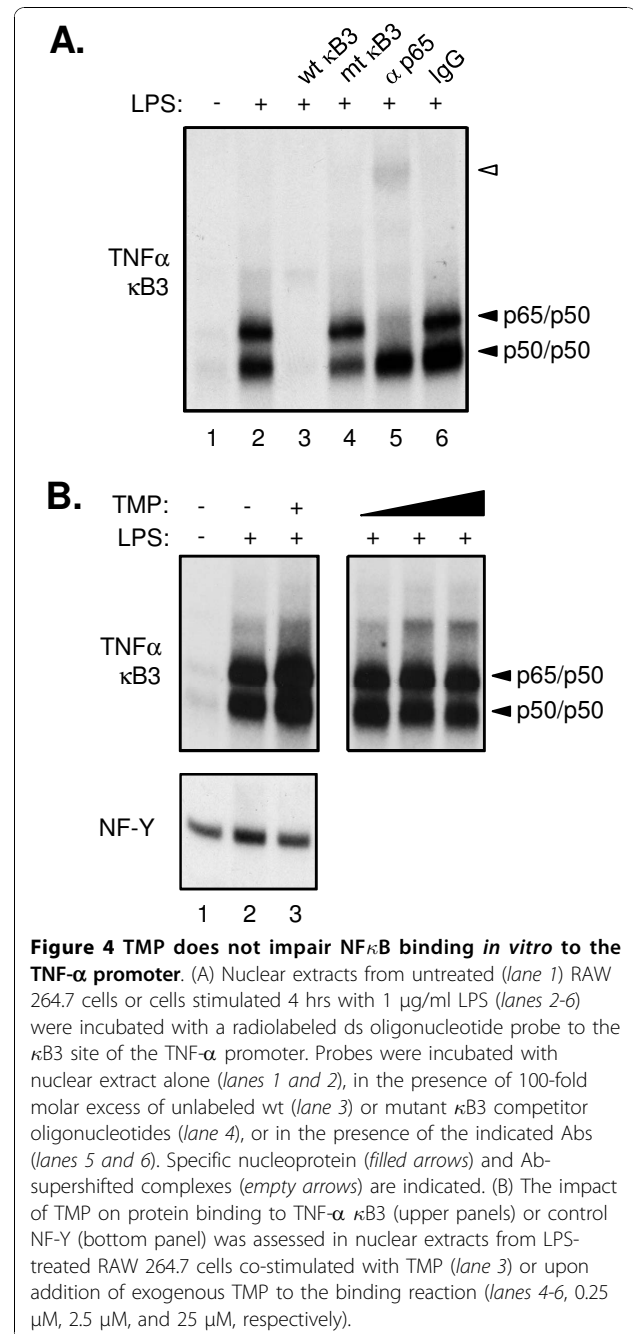 A.
wt κB3 mt κB3 α p65 IgG
LPS: - + + + + +
TNFα
κB3
p65/p50
p50/p50
1 2 3 4 5 6
B.
TMP: - - +
LPS: - + + + + +
TNFα
κB3
p65/p50
p50/p50
NF-Y
1 2 3
Figure 4 TMP does not impair NFκB binding in vitro to the
TNF-α promoter. (A) Nuclear extracts from untreated (lane 1) RAW
264.7 cells or cells stimulated 4 hrs with 1 μg/ml LPS (lanes 2-6)
were incubated with a radiolabeled ds oligonucleotide probe to the
κB3 site of the TNF-α promoter. Probes were incubated with
nuclear extract alone (lanes 1 and 2), in the presence of 100-fold
molar excess of unlabeled wt (lane 3) or mutant κB3 competitor
oligonucleotides (lane 4), or in the presence of the indicated Abs
(lanes 5 and 6). Specific nucleoprotein (filled arrows) and Ab-
supershifted complexes (empty arrows) are indicated. (B) The impact
of TMP on protein binding to TNF-α κB3 (upper panels) or control
NF-Y (bottom panel) was assessed in nuclear extracts from LPS-
treated RAW 264.7 cells co-stimulated with TMP (lane 3) or upon
addition of exogenous TMP to the binding reaction (lanes 4-6, 0.25
μM, 2.5 μM, and 25 μM, respectively).